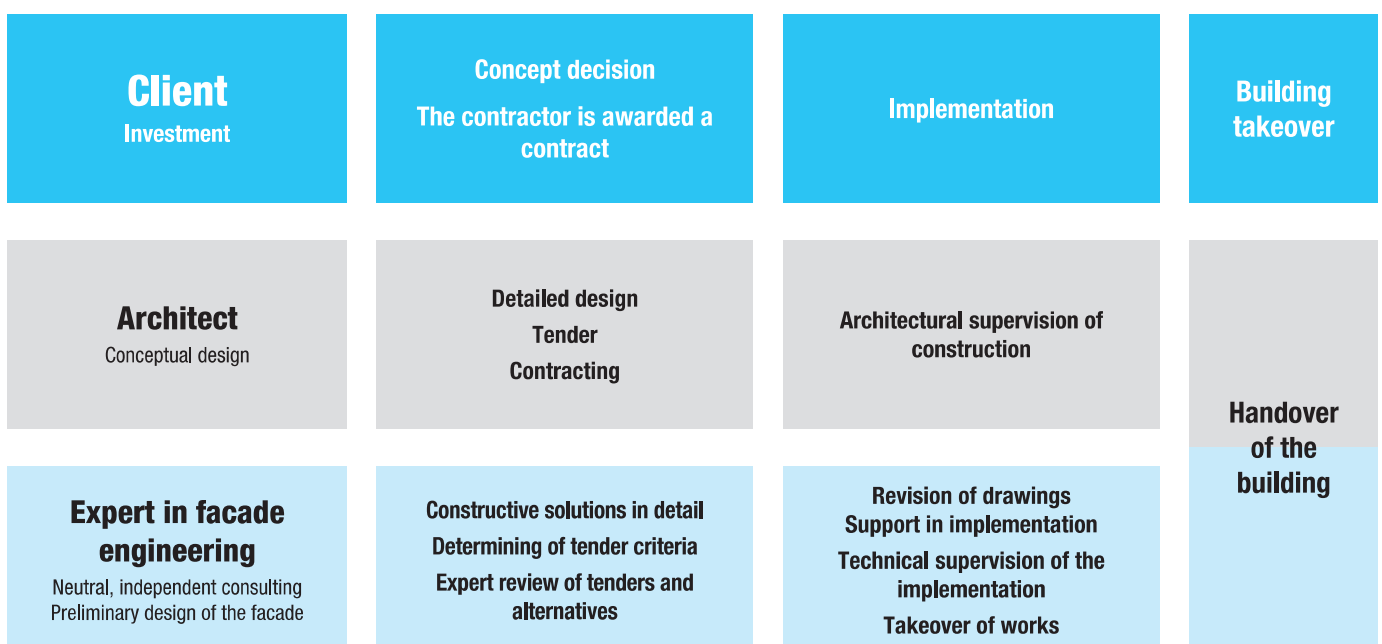 Client
Investment
Concept decision
The contractor is awarded a
contract
Implementation
Building
takeover
Architect
Conceptual design
Detailed design
Tender
Contracting
Architectural supervision of
construction
Handover
of the
building
Expert in facade
engineering
Neutral, independent consulting
Preliminary design of the facade
Constructive solutions in detail
Determining of tender criteria
Expert review of tenders and
alternatives
Revision of drawings
Support in implementation
Technical supervision of the
implementation
Takeover of works